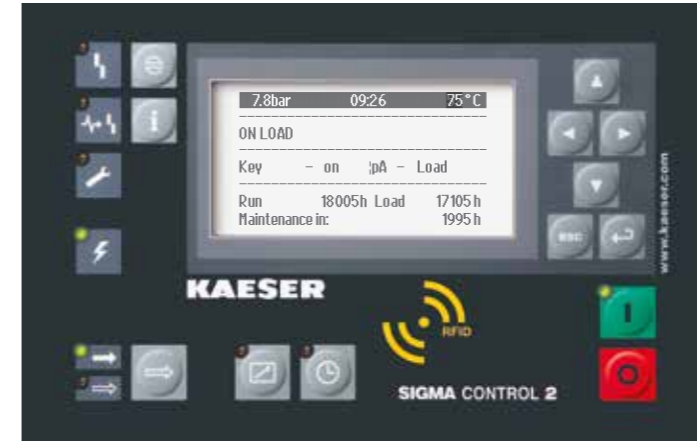 7.8bar 09:26 75°C
ON LOAD
Key - on ¦pA - Load
Run 18005h Load 17105h
Maintenance in: 1995h
esc
www.kaeser.com
KAESER
RFID
I
SIGMA CONTROL 2
O